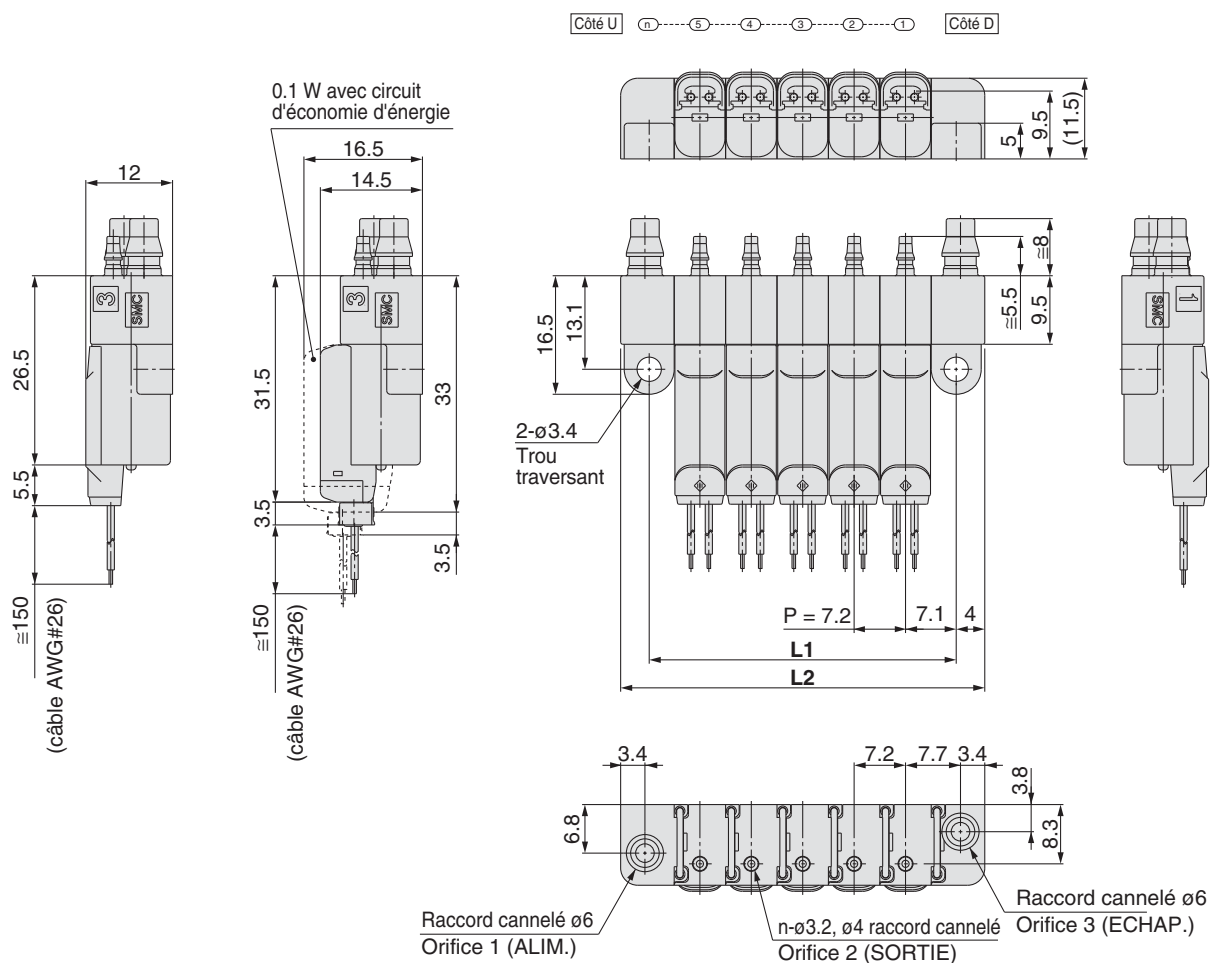 Côté U n 5 4 3 2 1 Côté D
0.1 W avec circuit
d'économie d'énergie
16.5
14.5
12
5
9.5
(11.5)
3
SMC
26.5
5.5
≅150
(câble AWG#26)
3
SMC
31.5
33
3.5
3.5
≅150
(câble AWG#26)
16.5
13.1
≅5.5
≅8
9.5
2-ø3.4
Trou
traversant
P = 7.2
7.1
4
L1
L2
SMC
1
3.4
7.2
7.7
3.4
6.8
3.8
8.3
Raccord cannelé ø6
Orifice 1 (ALIM.)
n-ø3.2, ø4 raccord cannelé
Orifice 2 (SORTIE)
Raccord cannelé ø6
Orifice 3 (ECHAP.)